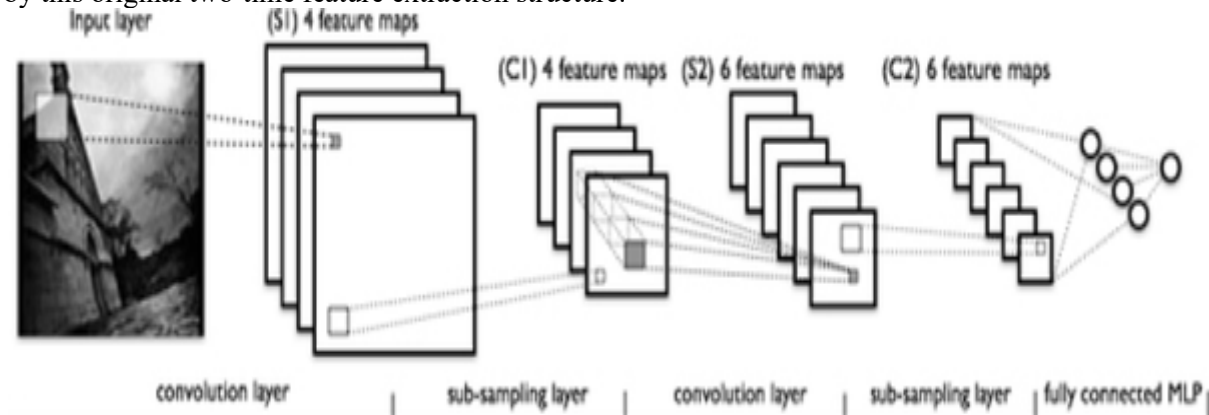 by this original two-time feature extraction structure.
Input layer
(S1) 4 feature maps
(C1) 4 feature maps
(S2) 6 feature maps
(C2) 6 feature maps
convolution layer
sub-sampling layer
convolution layer
sub-sampling layer
fully connected MLP